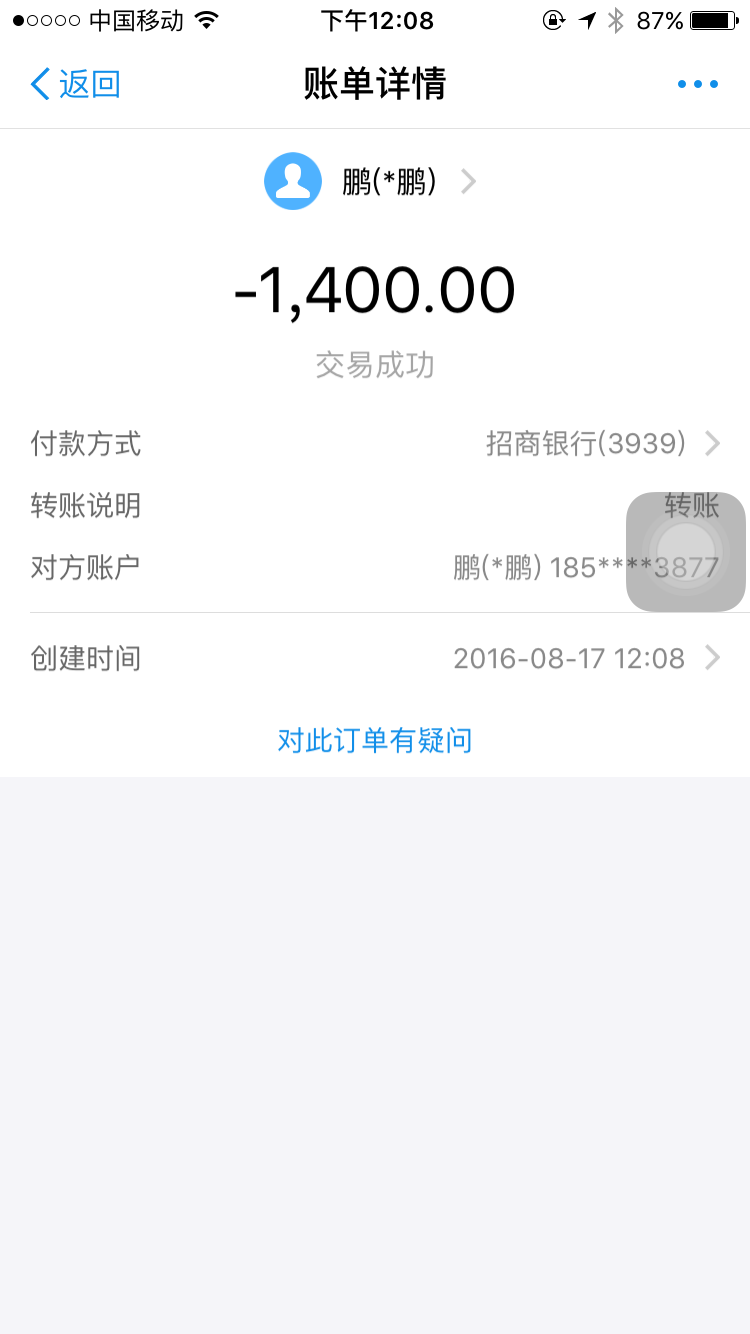 中国移动 下午12:08 87%
返回 账单详情
鹏(*鹏)
-1,400.00
交易成功
付款方式 招商银行(3939)
转账说明 转账
对方账户 鹏(*鹏) 185****3877
创建时间 2016-08-17 12:08
对此订单有疑问